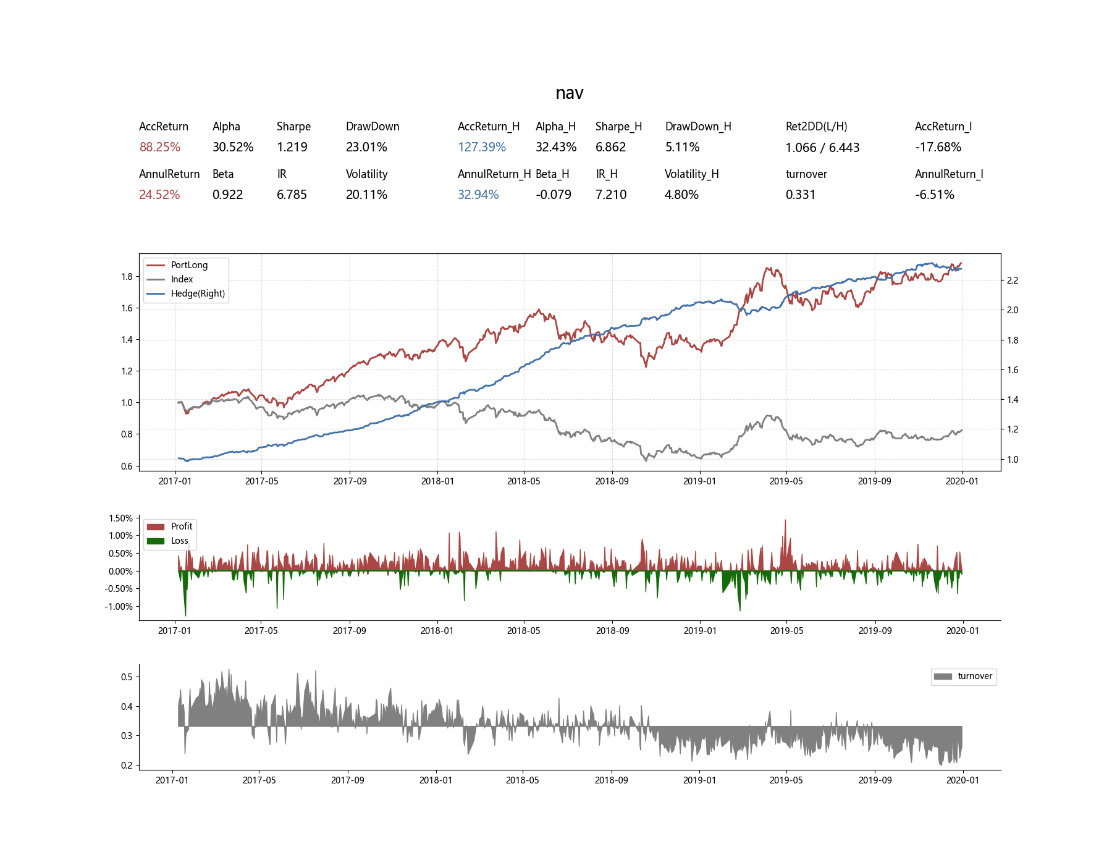 nav
AccReturn Alpha Sharpe DrawDown AccReturn_H Alpha_H Sharpe_H DrawDown_H Ret2DD(L/H) AccReturn_I
88.25% 30.52% 1.219 23.01% 127.39% 32.43% 6.862 5.11% 1.066 / 6.443 -17.68%
AnnulReturn Beta IR Volatility AnnulReturn_H Beta_H IR_H Volatility_H turnover AnnulReturn_I
24.52% 0.922 6.785 20.11% 32.94% -0.079 7.210 4.80% 0.331 -6.51%
PortLong
Index
Hedge(Right)
1.8
1.6
1.4
1.2
1.0
0.8
0.6
2.2
2.0
1.8
1.6
1.4
1.2
1.0
2017-01 2017-05 2017-09 2018-01 2018-05 2018-09 2019-01 2019-05 2019-09 2020-01
Profit
Loss
1.50%
1.00%
0.50%
0.00%
-0.50%
-1.00%
2017-01 2017-05 2017-09 2018-01 2018-05 2018-09 2019-01 2019-05 2019-09 2020-01
turnover
0.5
0.4
0.3
0.2
2017-01 2017-05 2017-09 2018-01 2018-05 2018-09 2019-01 2019-05 2019-09 2020-01